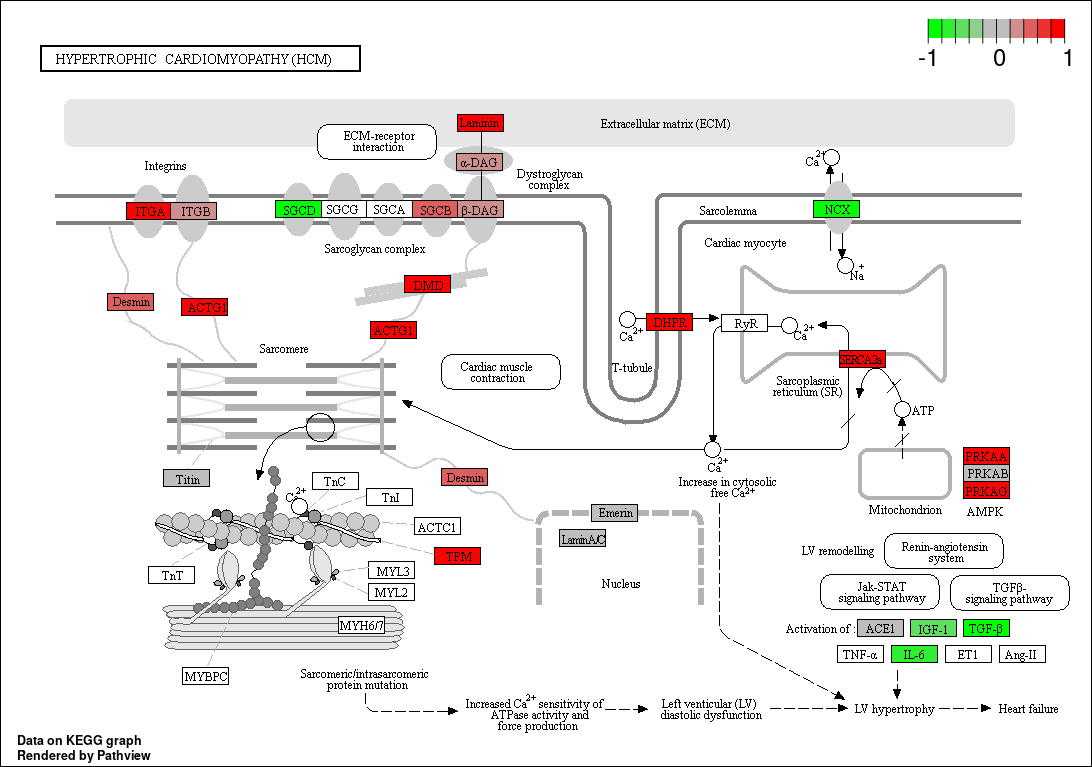 HYPERTROPHIC CARDIOMYOPATHY (HCM)
-1 0 1
Laminin
Extracellular matrix (ECM)
ECM-receptor
interaction
α-DAG
Dystroglycan
complex
Integrins
Ca2+
ITGA
ITGB
SGCD
SGCG
SGCA
SGCB
β-DAG
Sarcolemma
NCX
Sarcoglycan complex
Cardiac myocyte
Na+
DMD
Desmin
ACTG1
ACTG1
Ca2+
DHPR
RyR
Ca2+
Sarcomere
SERCA2a
T-tubule
Cardiac muscle
contraction
Sarcoplasmic
reticulum (SR)
ATP
Ca2+
Increase in cytosolic
free Ca2+
PRKAA
PRKAB
PRKAG
AMPK
Mitochondrion
Titin
Desmin
TnC
Ca2+
TnI
ACTC1
TPM
TnT
MYL3
MYL2
MYH6/7
MYBPC
Emerin
LaminA/C
Nucleus
LV remodelling
Renin-angiotensin
system
Jak-STAT
signaling pathway
TGFβ-
signaling pathway
Activation of : ACE1 IGF-1 TGF-β
TNF-α IL-6 ET1 Ang-II
Sarcomeric/intrasarcomeric
protein mutation
Increased Ca2+ sensitivity of
ATPase activity and
force production
Left venticular (LV)
diastolic dysfunction
LV hypertrophy
Heart failure
Data on KEGG graph
Rendered by Pathview